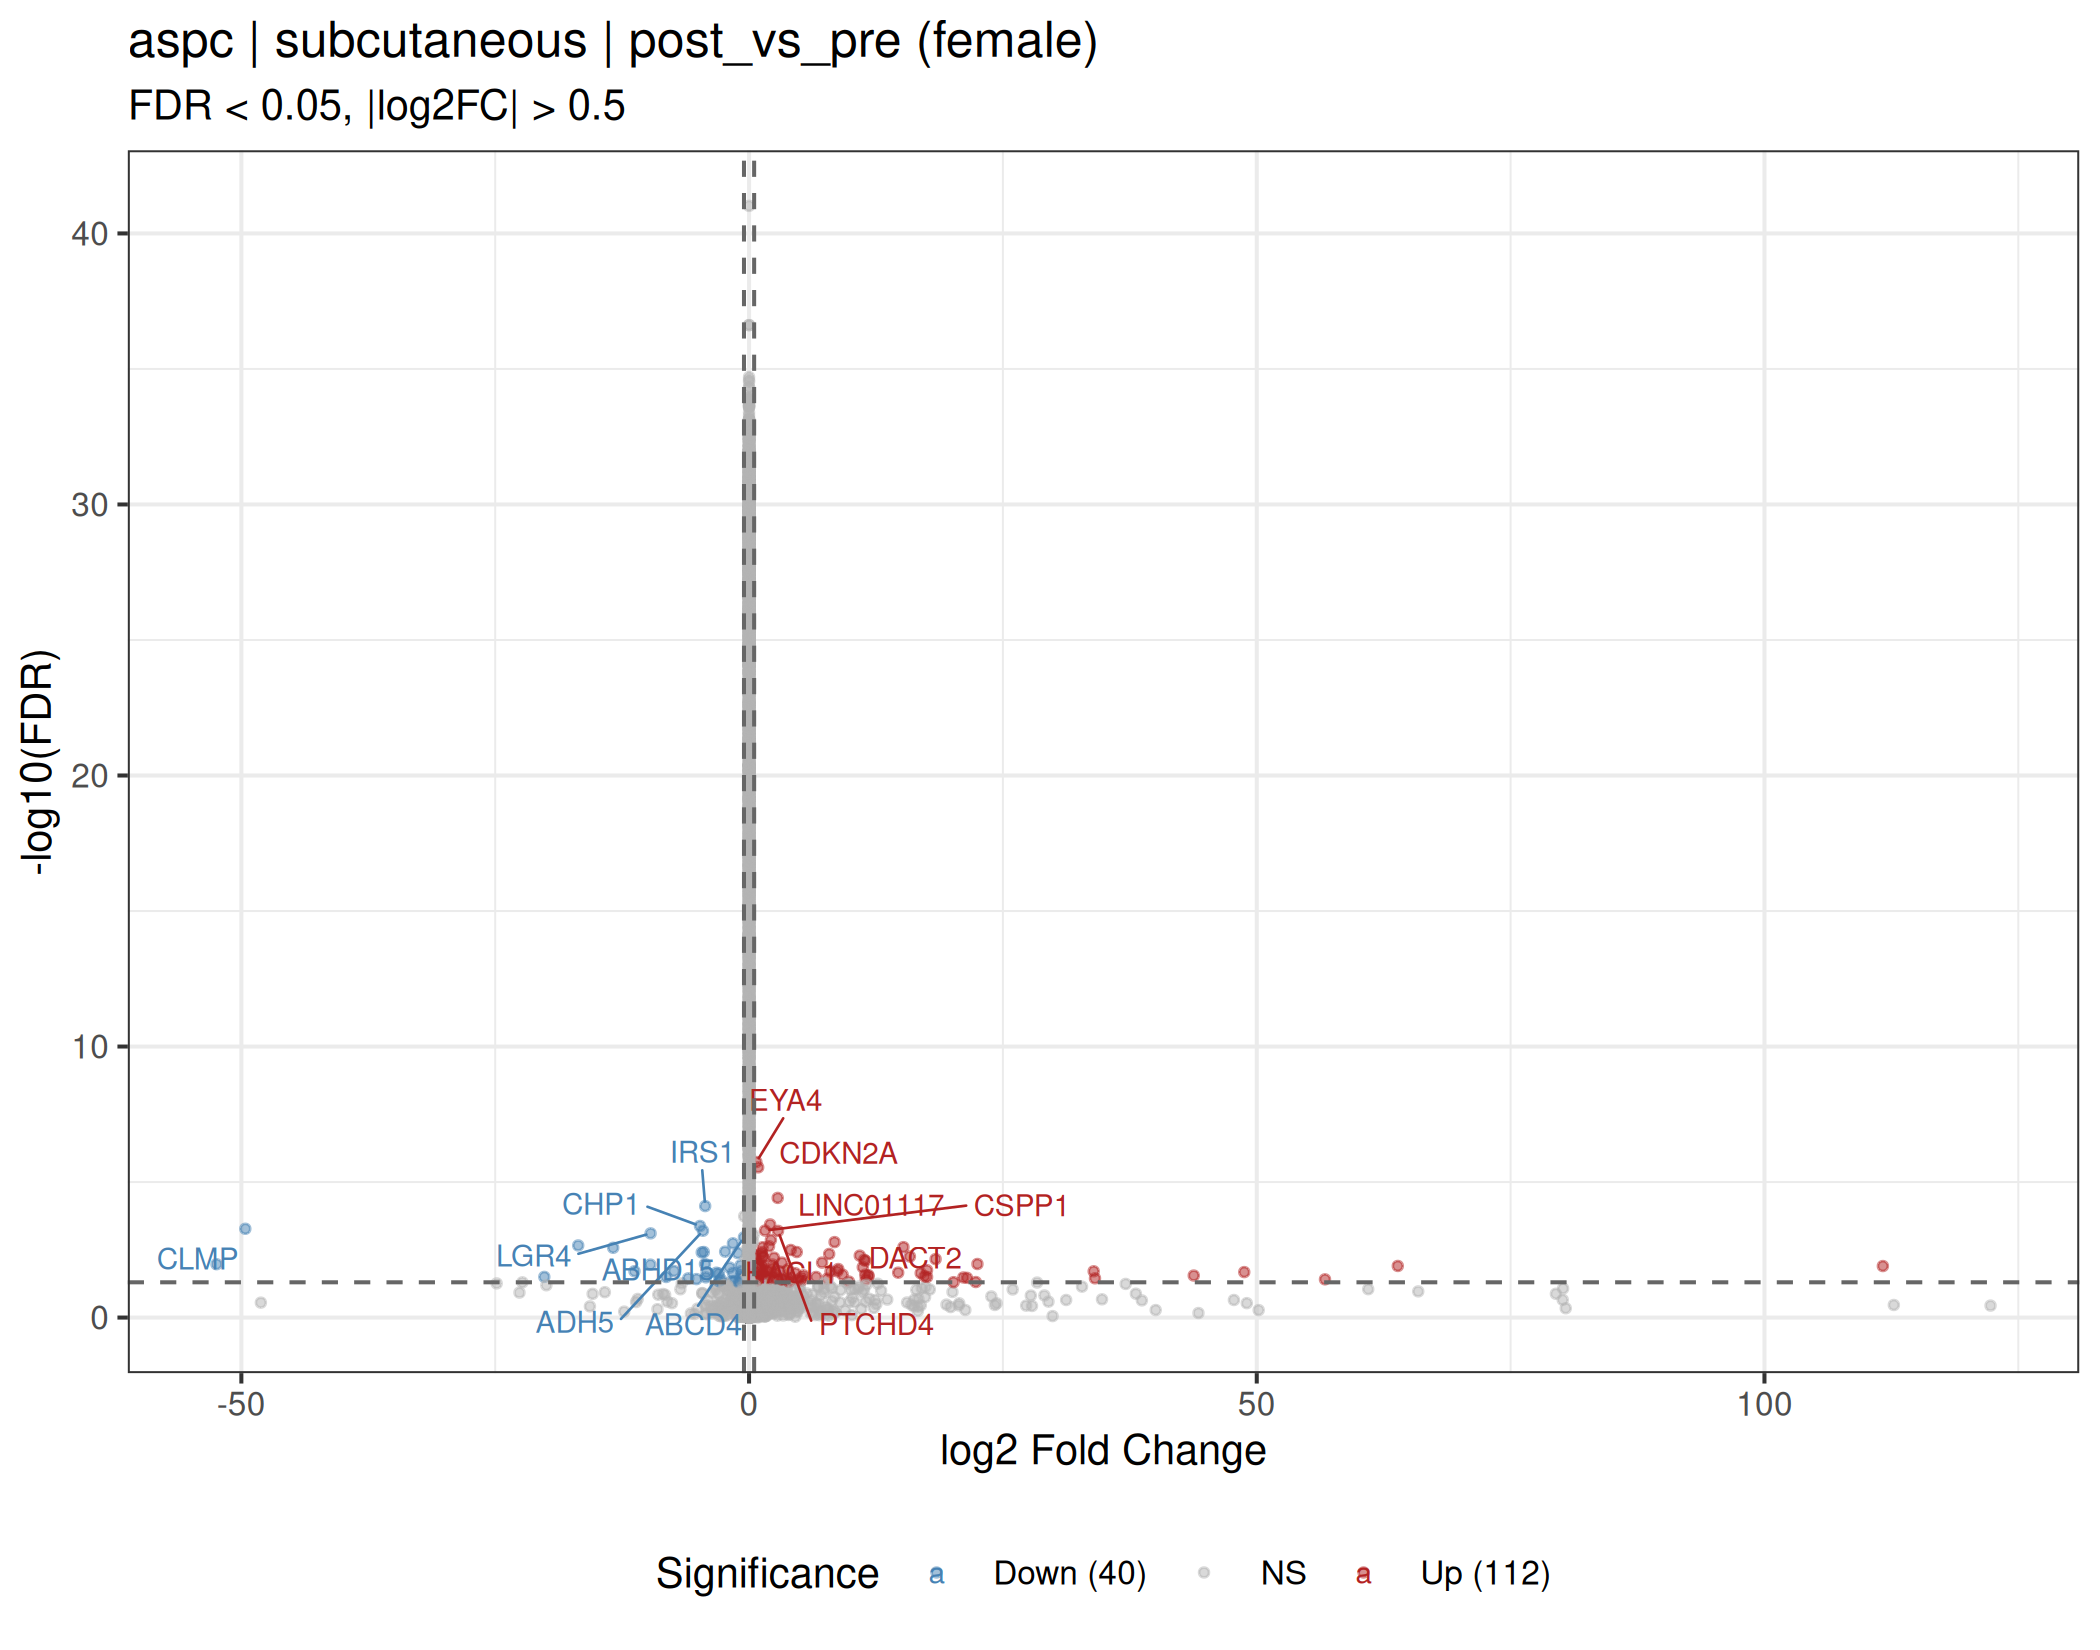 aspc | subcutaneous | post_vs_pre (female)
FDR < 0.05, |log2FC| > 0.5
-log10(FDR)
40
30
20
10
0
EYA4
IRS1
CDKN2A
CHP1
LINC01117
CSPP1
CLMP
LGR4
ABHD15
DACT2
ADH5
ABCD4
PTCHD4
-50
0
50
100
log2 Fold Change
Significance
a Down (40)
NS
a Up (112)